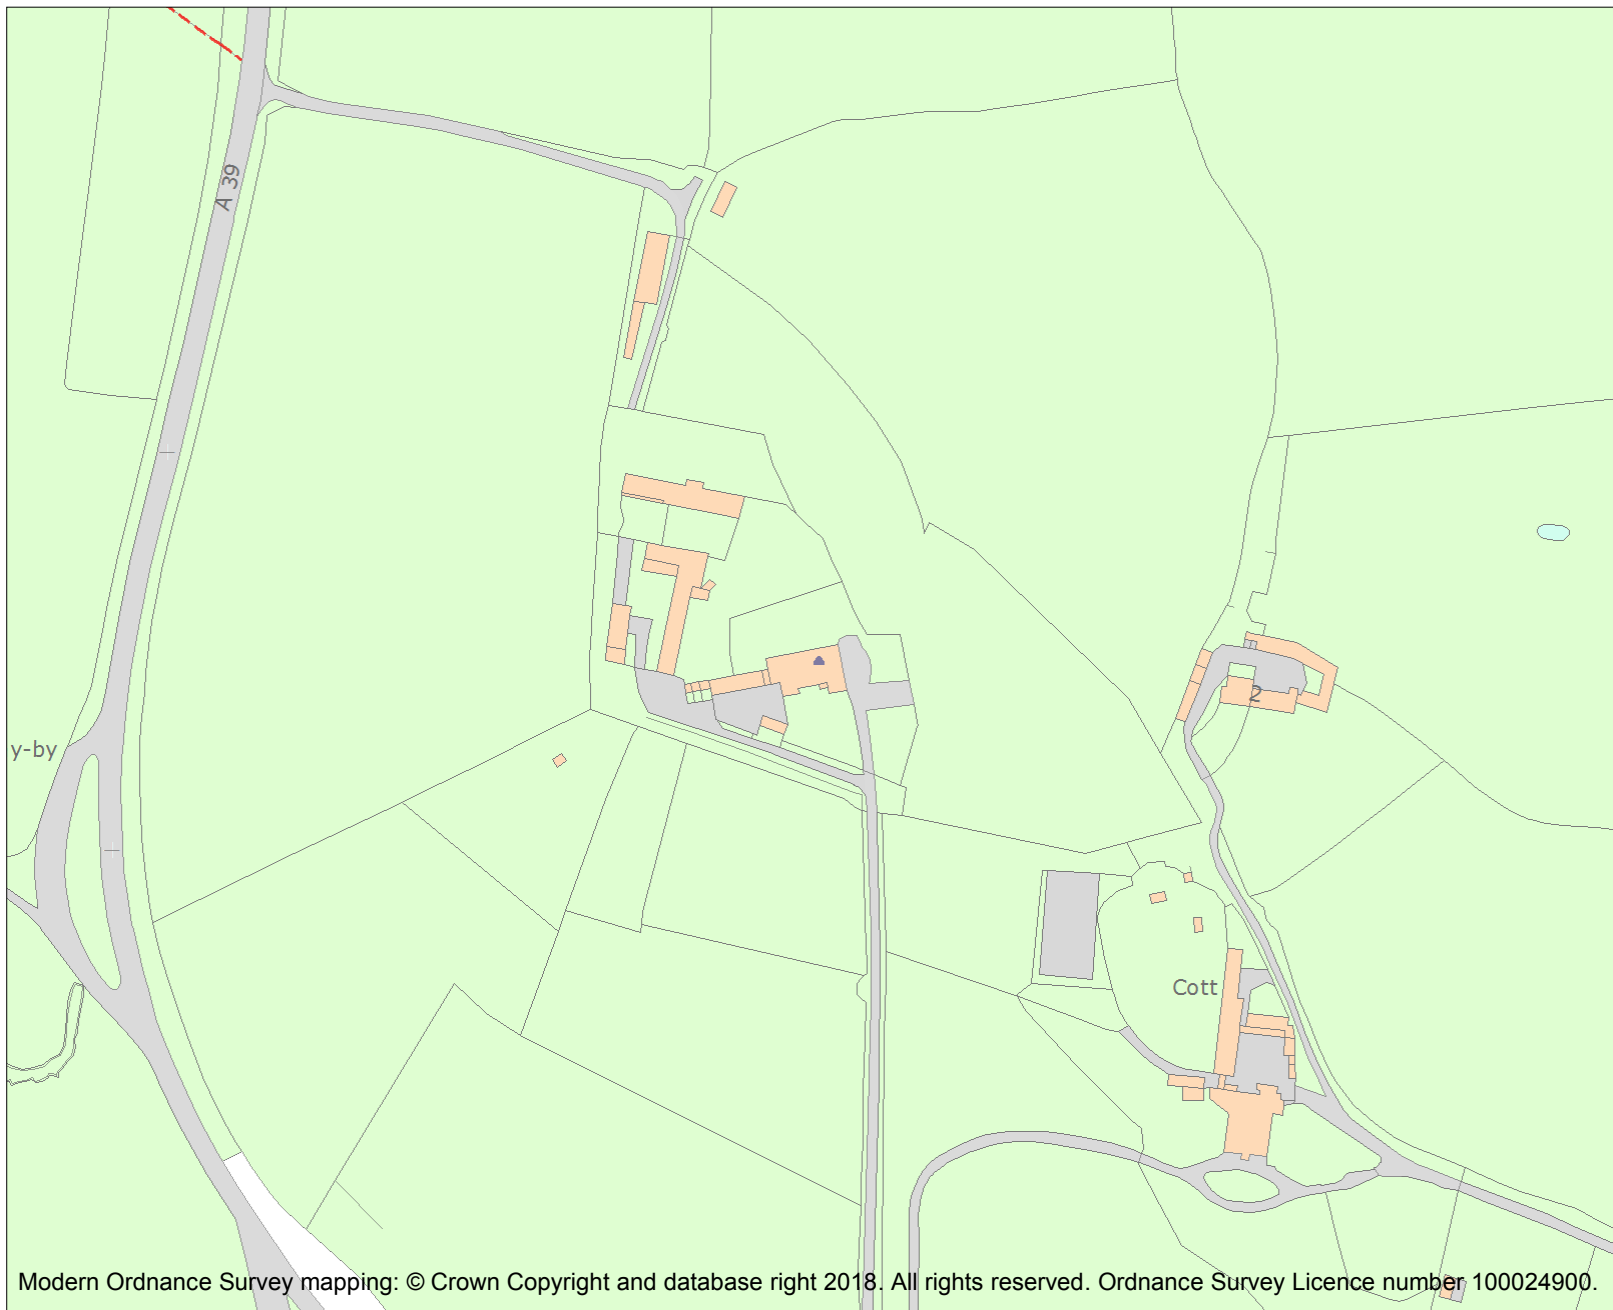 A 39
2
y-by
Cott
Modern Ordnance Survey mapping: © Crown Copyright and database right 2018. All rights reserved. Ordnance Survey Licence number 100024900.